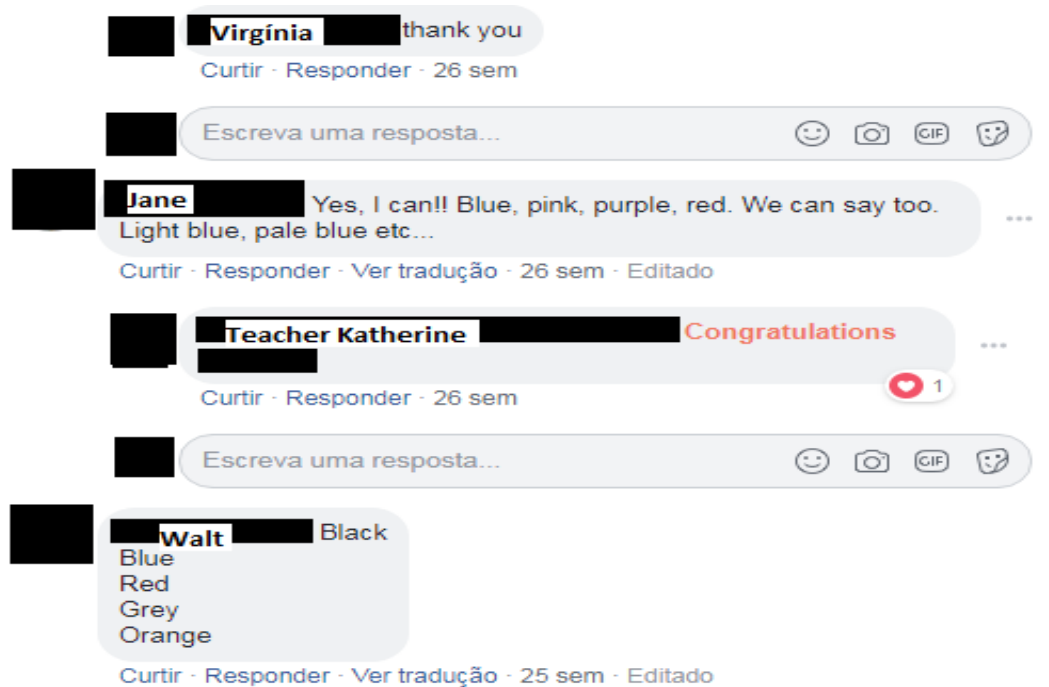 Virgínia thank you
Curtir · Responder · 26 sem
Escreva uma resposta...
GIF
Jane Yes, I can!! Blue, pink, purple, red. We can say too.
Light blue, pale blue etc...
Curtir · Responder · Ver tradução · 26 sem · Editado
Teacher Katherine Congratulations
1
Curtir · Responder · 26 sem
Escreva uma resposta...
GIF
Walt Black
Blue
Red
Grey
Orange
Curtir · Responder · Ver tradução · 25 sem · Editado